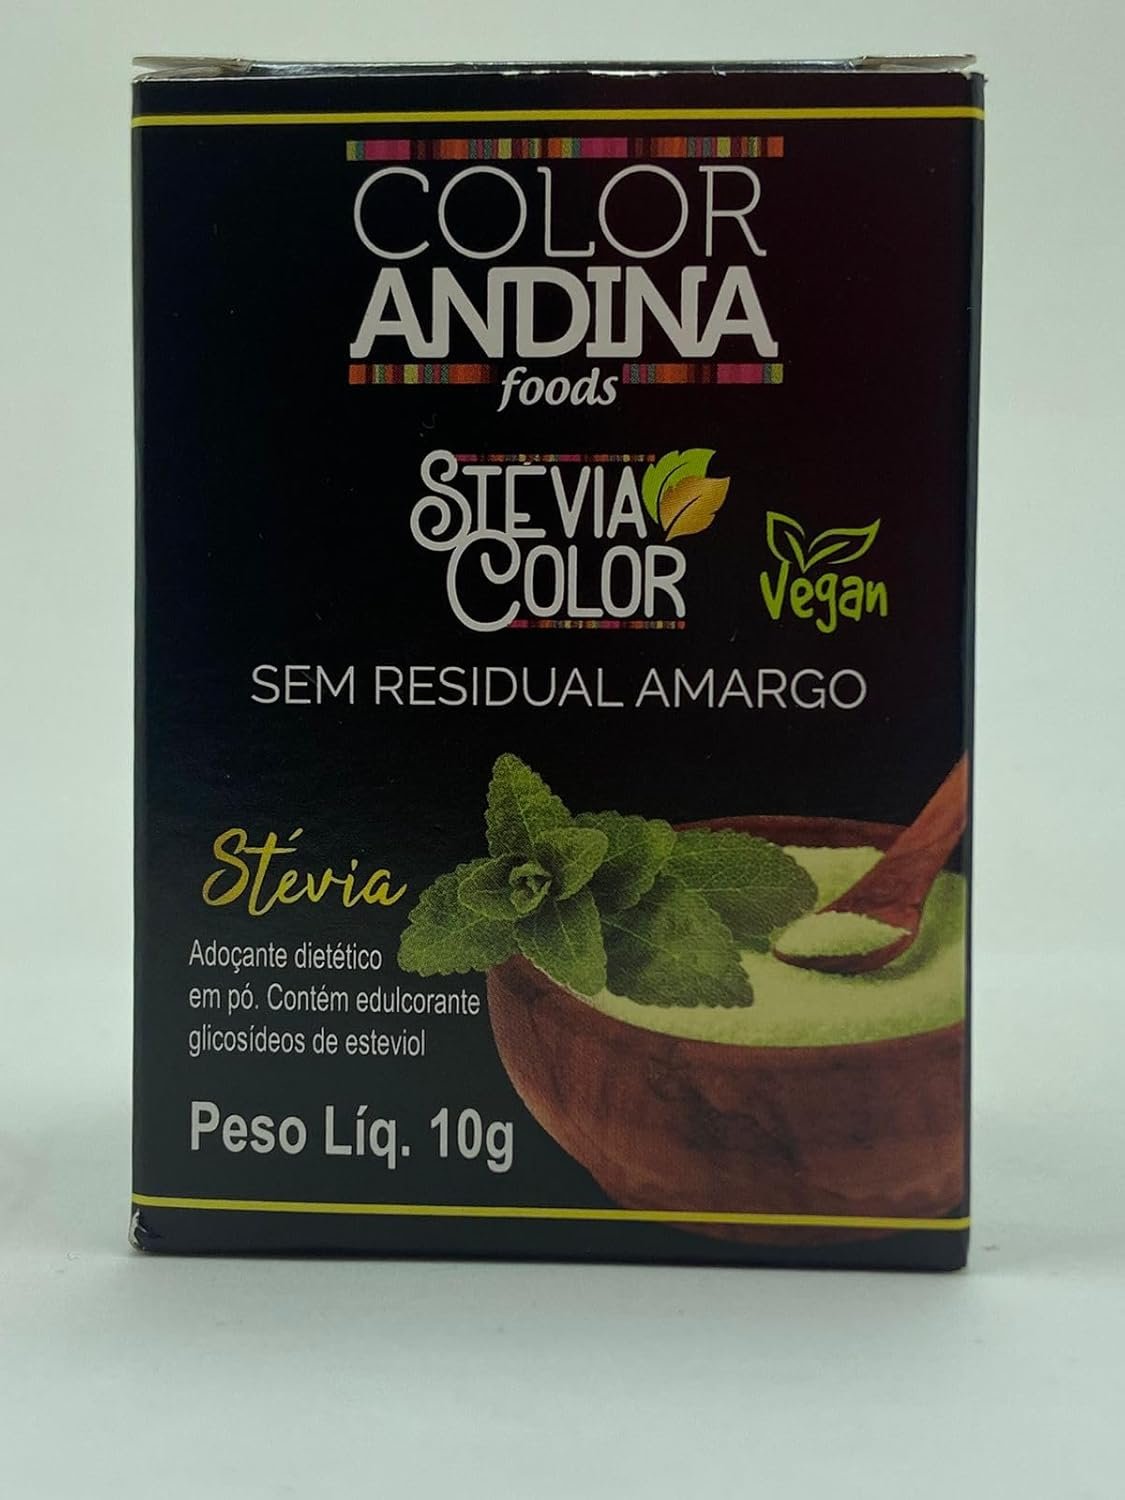 COLOR
ANDINA
foods
STÉVIA
COLOR
Vegan
SEM RESIDUAL AMARGO
Stévia
Adoçante dietético
em pó. Contém edulcorante
glicosídeos de esteviol
Peso Líq. 10g